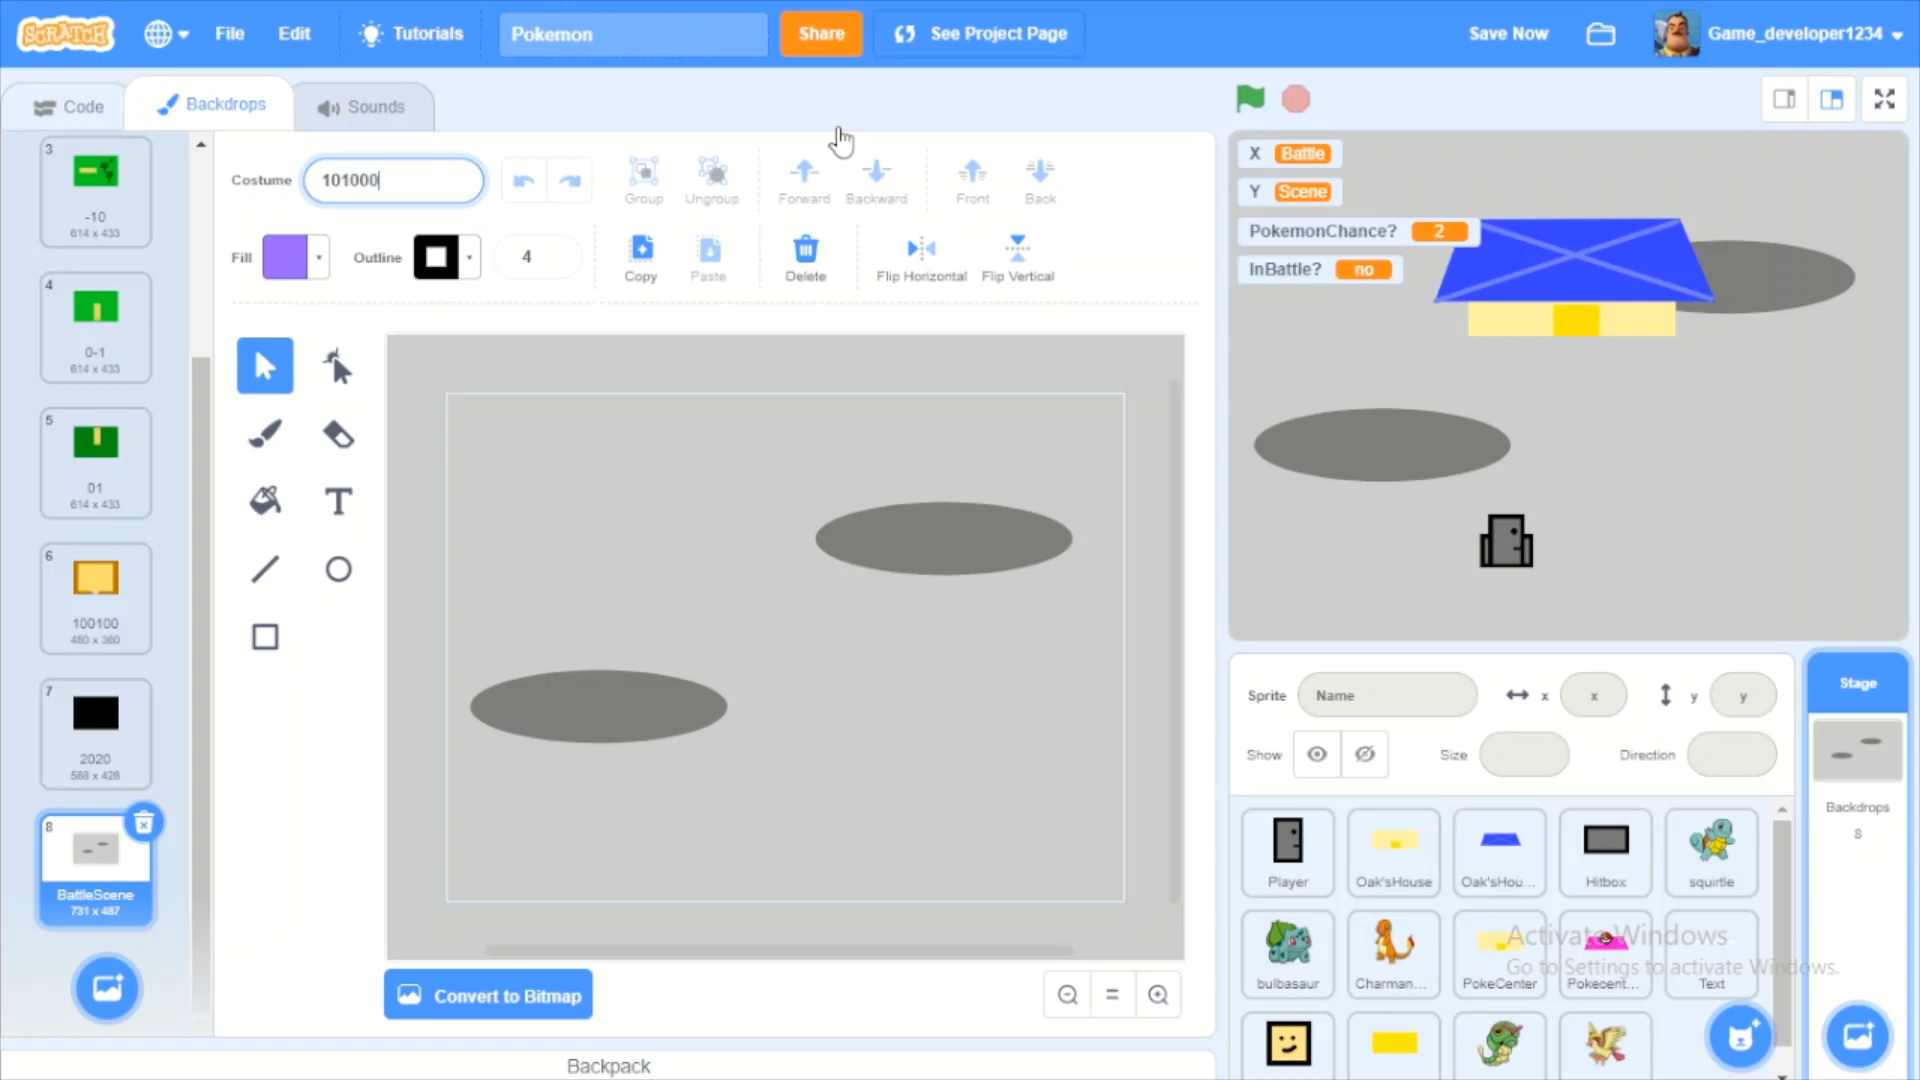 SCRATCH
File
Edit
Tutorials
Pokemon
Share
See Project Page
Save Now
Game_developer1234
Code
Backdrops
Sounds
Costume
101000
Group
Ungroup
Forward
Backward
Front
Back
Fill
Outline
4
Copy
Paste
Delete
Flip Horizontal
Flip Vertical
3
-10
614 x 433
4
0-1
614 x 433
5
01
614 x 433
6
100100
480 x 360
7
2020
588 x 428
8
BattleScene
731 x 487
Convert to Bitmap
Backpack
X Battle
Y Scene
PokemonChance? 2
InBattle? no
Sprite
Name
x
x
y
y
Show
Size
Direction
Stage
Backdrops
8
Player
Oak'sHouse
Oak'sHou...
Hitbox
squirtle
bulbasaur
Charman...
PokeCenter
Pokecent...
Text
Activate Windows
Go to Settings to activate Windows.